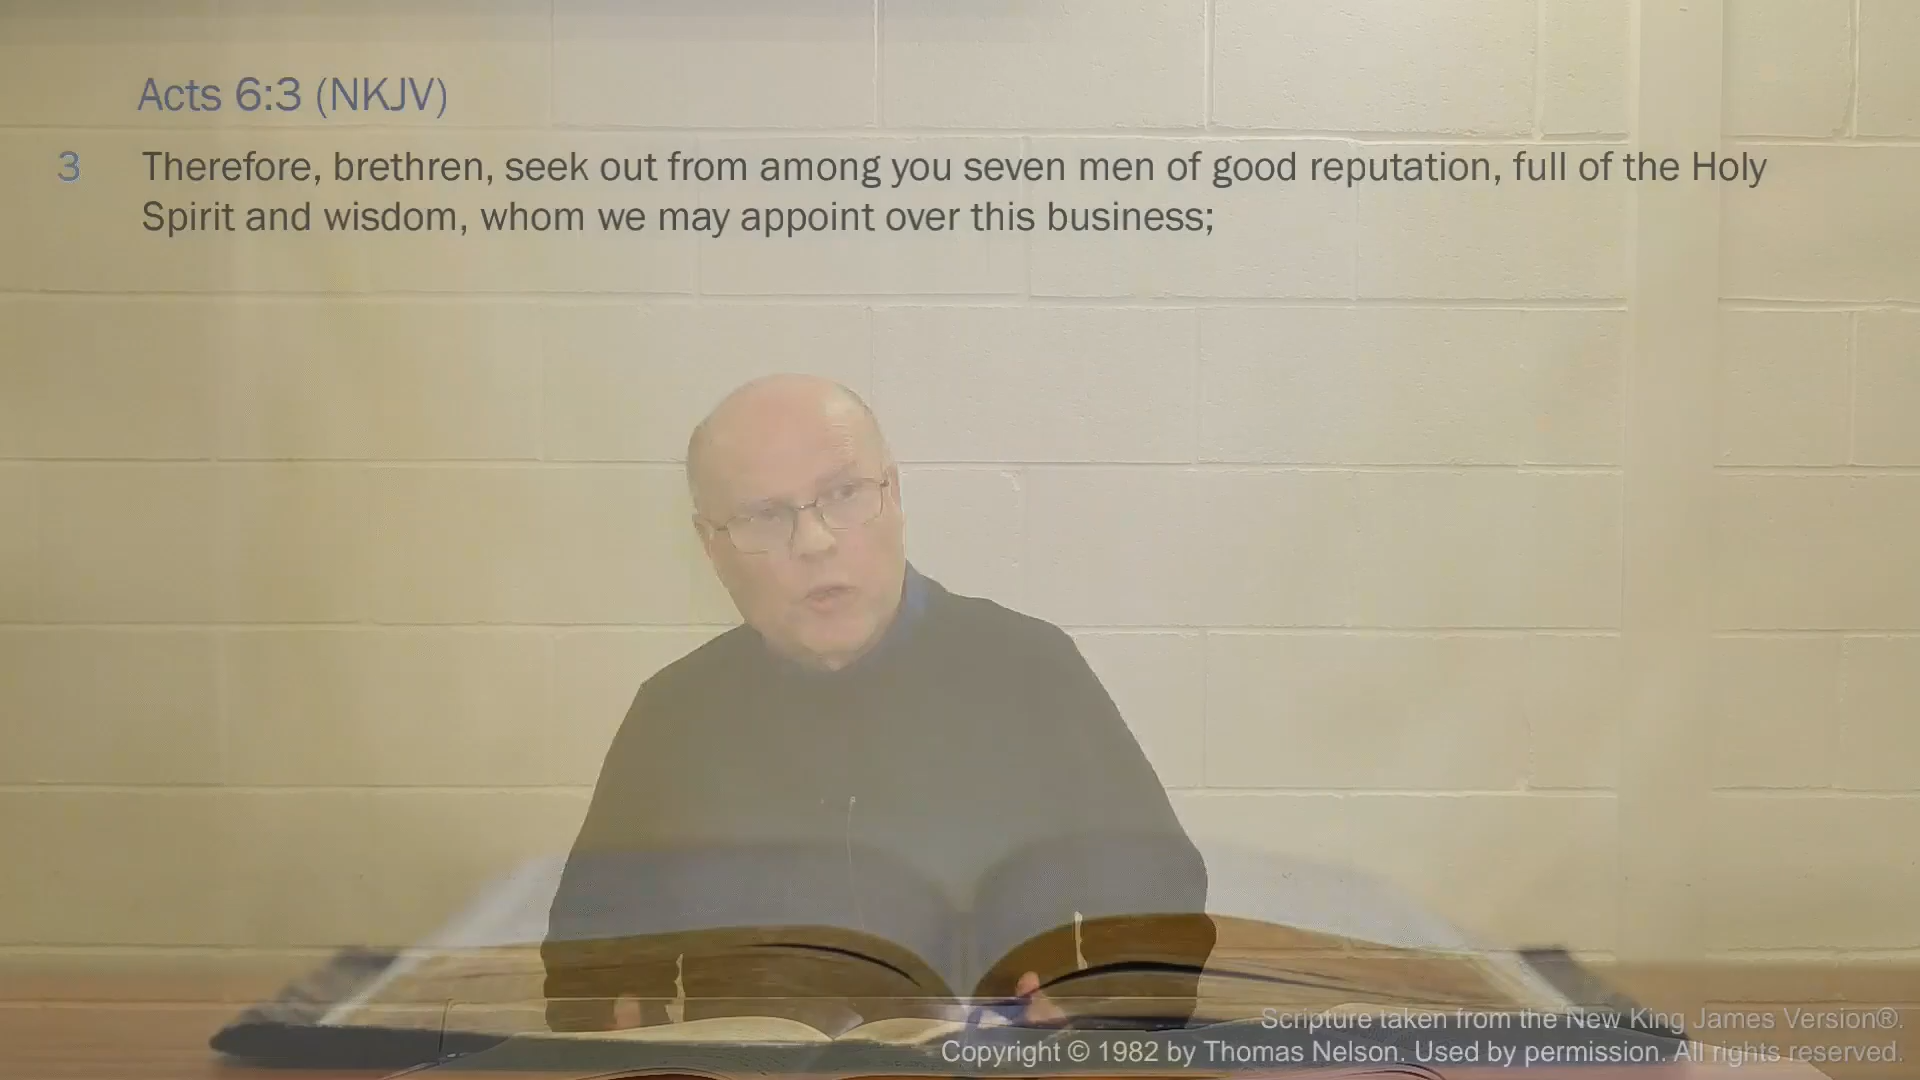 Acts 6:3 (NKJV)
3 Therefore, brethren, seek out from among you seven men of good reputation, full of the Holy
Spirit and wisdom, whom we may appoint over this business;
Scripture taken from the New King James Version®.
Copyright © 1982 by Thomas Nelson. Used by permission. All rights reserved.